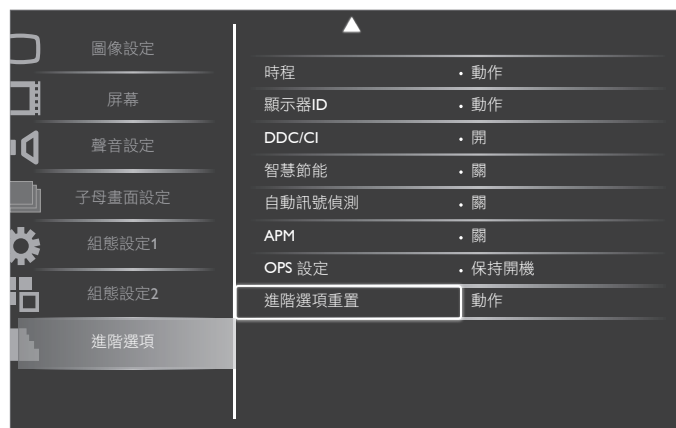 圖像設定
屏幕
聲音設定
子母畫面設定
組態設定1
組態設定2
進階選項
時程 • 動作
顯示器ID • 動作
DDC/CI • 開
智慧節能 • 關
自動訊號偵測 • 關
APM • 關
OPS 設定 • 保持開機
進階選項重置 動作